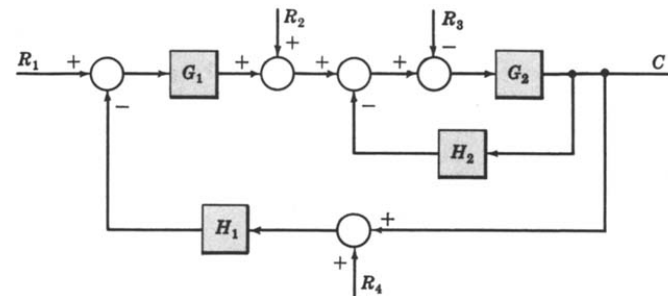 R₂
R₃
R₁ + G₁ + + + + − G₂ C
−
−
H₂
H₁ +
+
R₄